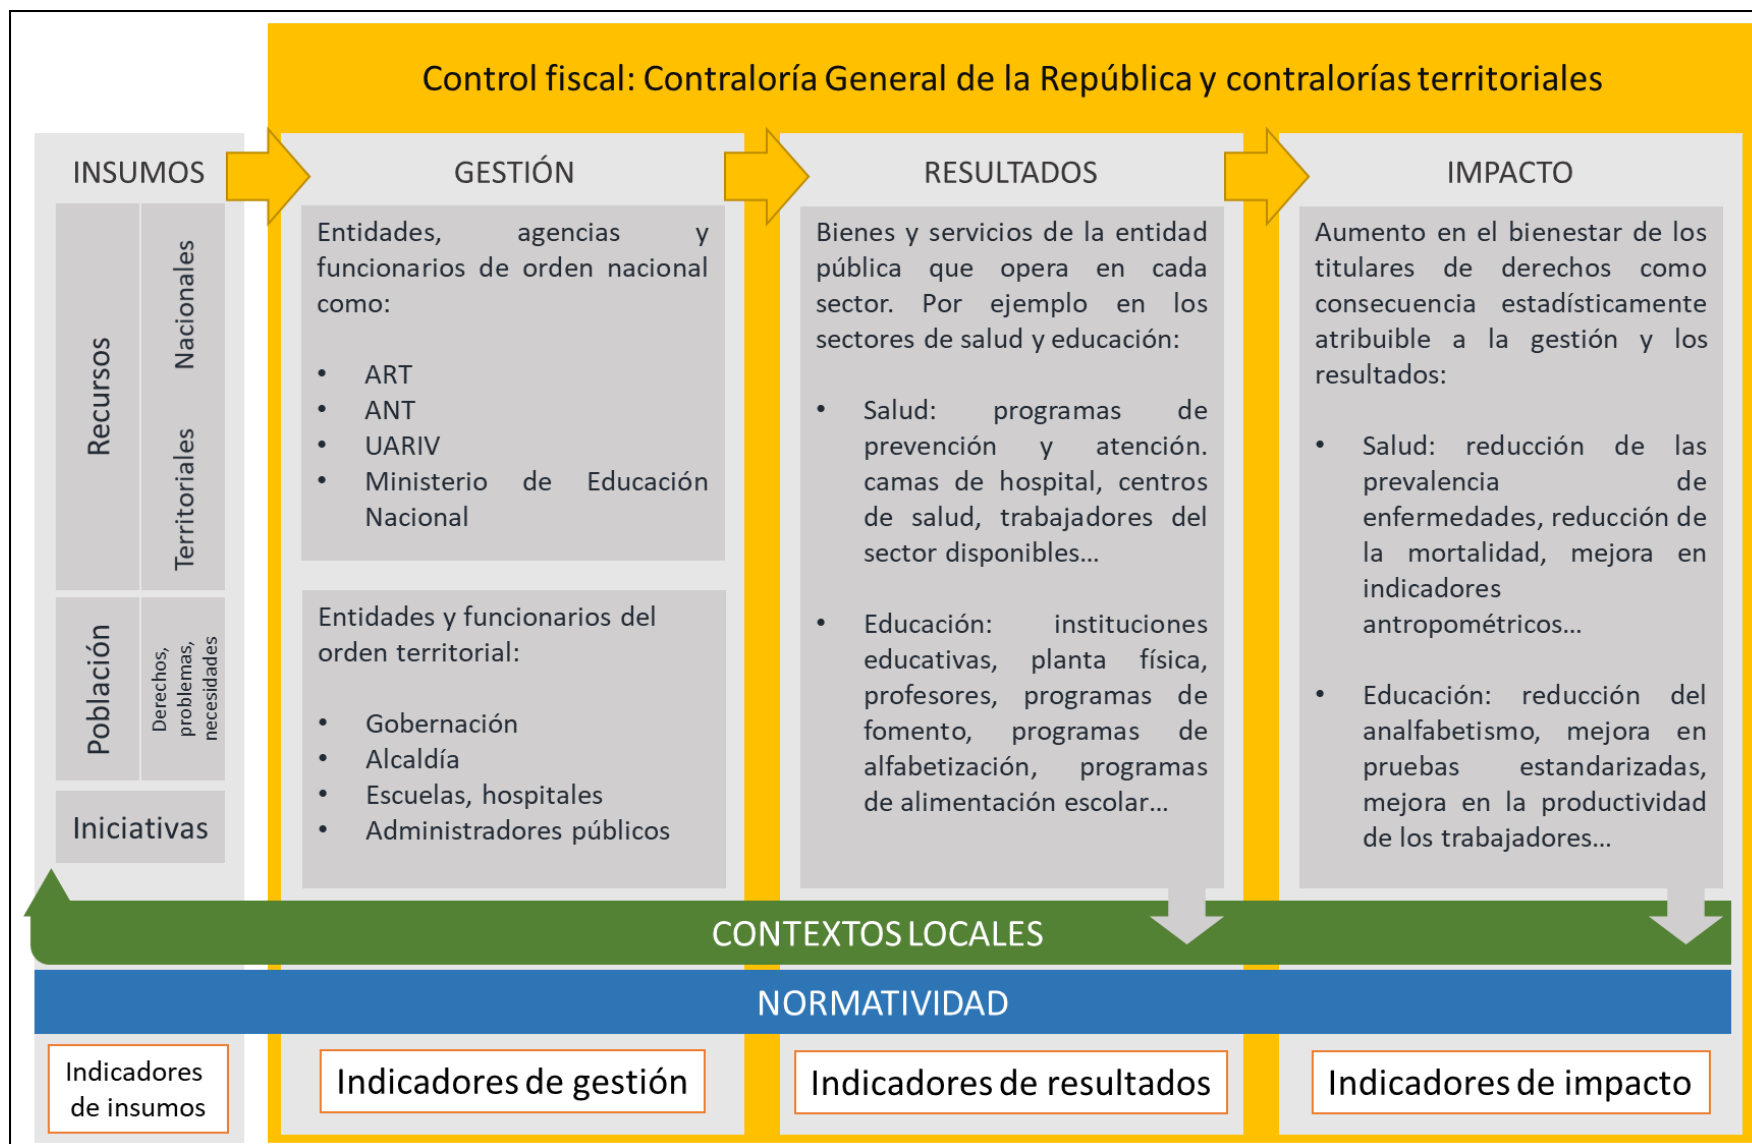 Control fiscal: Contraloría General de la República y contralorías territoriales
INSUMOS
Recursos
Nacionales
Territoriales
Población
Derechos,
problemas,
necesidades
Iniciativas
GESTIÓN
Entidades, agencias y
funcionarios de orden nacional
como:
• ART
• ANT
• UARIV
• Ministerio de Educación
Nacional
Entidades y funcionarios del
orden territorial:
• Gobernación
• Alcaldía
• Escuelas, hospitales
• Administradores públicos
RESULTADOS
Bienes y servicios de la entidad
pública que opera en cada
sector. Por ejemplo en los
sectores de salud y educación:
• Salud: programas de
prevención y atención.
camas de hospital, centros
de salud, trabajadores del
sector disponibles…
• Educación: instituciones
educativas, planta física,
profesores, programas de
fomento, programas de
alfabetización, programas
de alimentación escolar…
IMPACTO
Aumento en el bienestar de los
titulares de derechos como
consecuencia estadísticamente
atribuible a la gestión y los
resultados:
• Salud: reducción de las
prevalencia de
enfermedades, reducción de
la mortalidad, mejora en
indicadores
antropométricos…
• Educación: reducción del
analfabetismo, mejora en
pruebas estandarizadas,
mejora en la productividad
de los trabajadores…
CONTEXTOS LOCALES
NORMATIVIDAD
Indicadores
de insumos
Indicadores de gestión
Indicadores de resultados
Indicadores de impacto